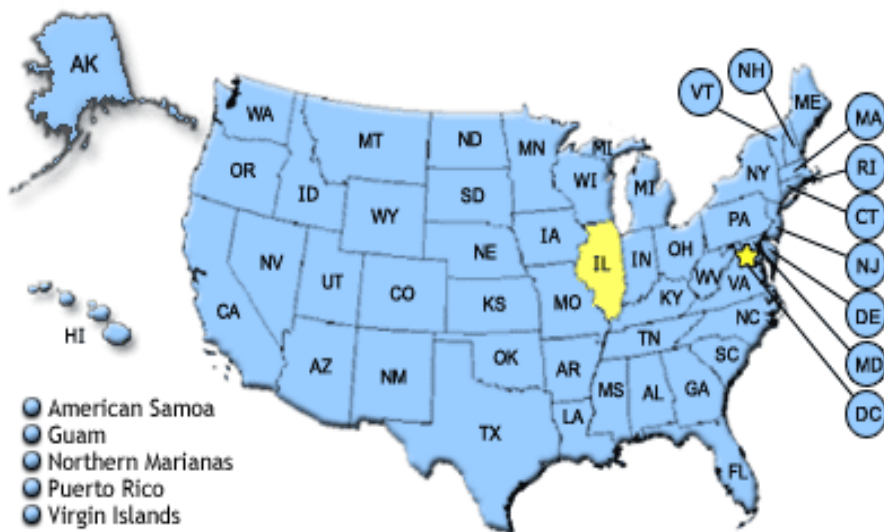 AK
VT
NH
ME
MA
RI
CT
NJ
DE
MD
DC
WA
MT
ND
MN
MI
OR
ID
WY
SD
WI
MI
NY
PA
NV
UT
CO
NE
IA
IL
IN
OH
WV
VA
CA
KS
MO
KY
NC
AZ
NM
OK
AR
TN
SC
TX
LA
MS
AL
GA
FL
HI
American Samoa
Guam
Northern Marianas
Puerto Rico
Virgin Islands